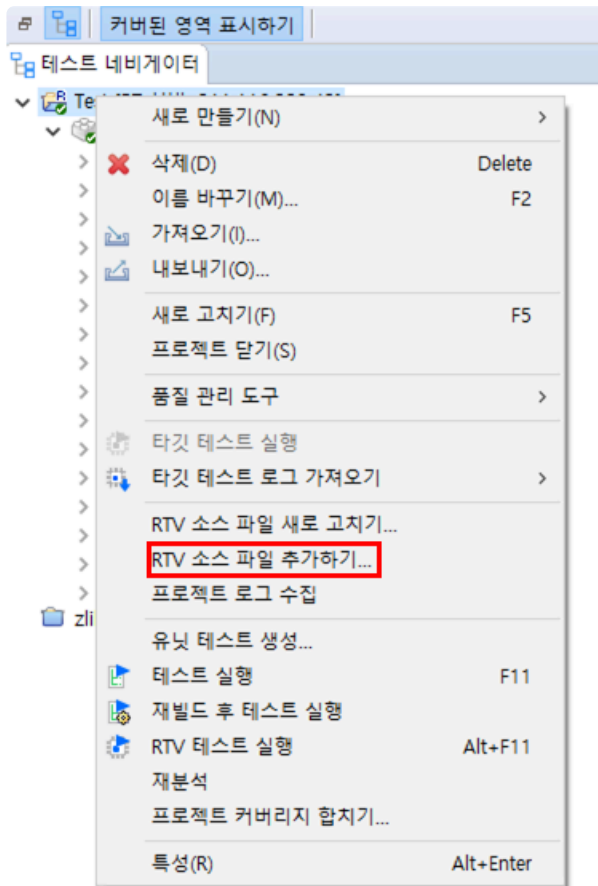 커버된 영역 표시하기
테스트 네비게이터
새로 만들기(N)
삭제(D) Delete
이름 바꾸기(M)... F2
가져오기(I)...
내보내기(O)...
새로 고치기(F) F5
프로젝트 닫기(S)
품질 관리 도구
타깃 테스트 실행
타깃 테스트 로그 가져오기
RTV 소스 파일 새로 고치기...
RTV 소스 파일 추가하기...
프로젝트 로그 수집
zli
유닛 테스트 생성...
테스트 실행 F11
재빌드 후 테스트 실행
RTV 테스트 실행 Alt+F11
재분석
프로젝트 커버리지 합치기...
특성(R) Alt+Enter